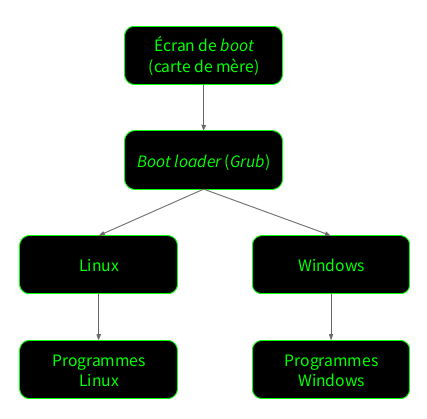 Écran de boot
(carte de mère)
Boot loader (Grub)
Linux
Windows
Programmes
Linux
Programmes
Windows